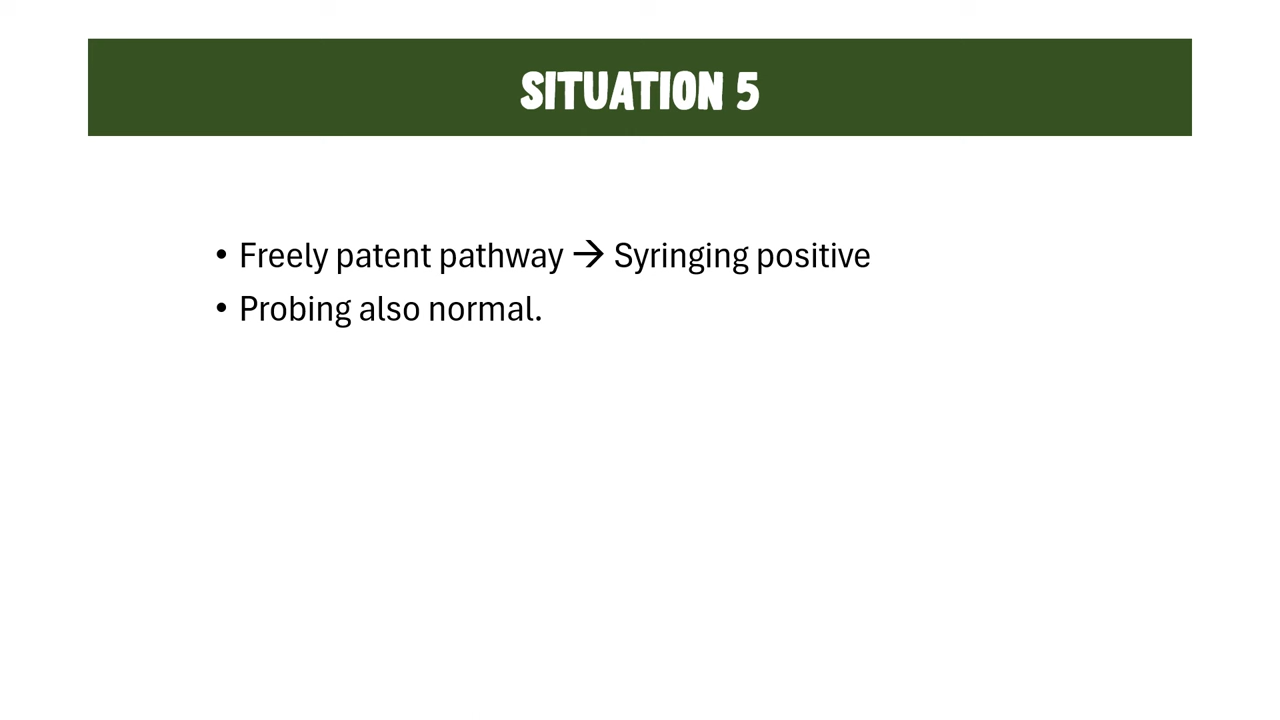 SITUATION 5
• Freely patent pathway → Syringing positive
• Probing also normal.